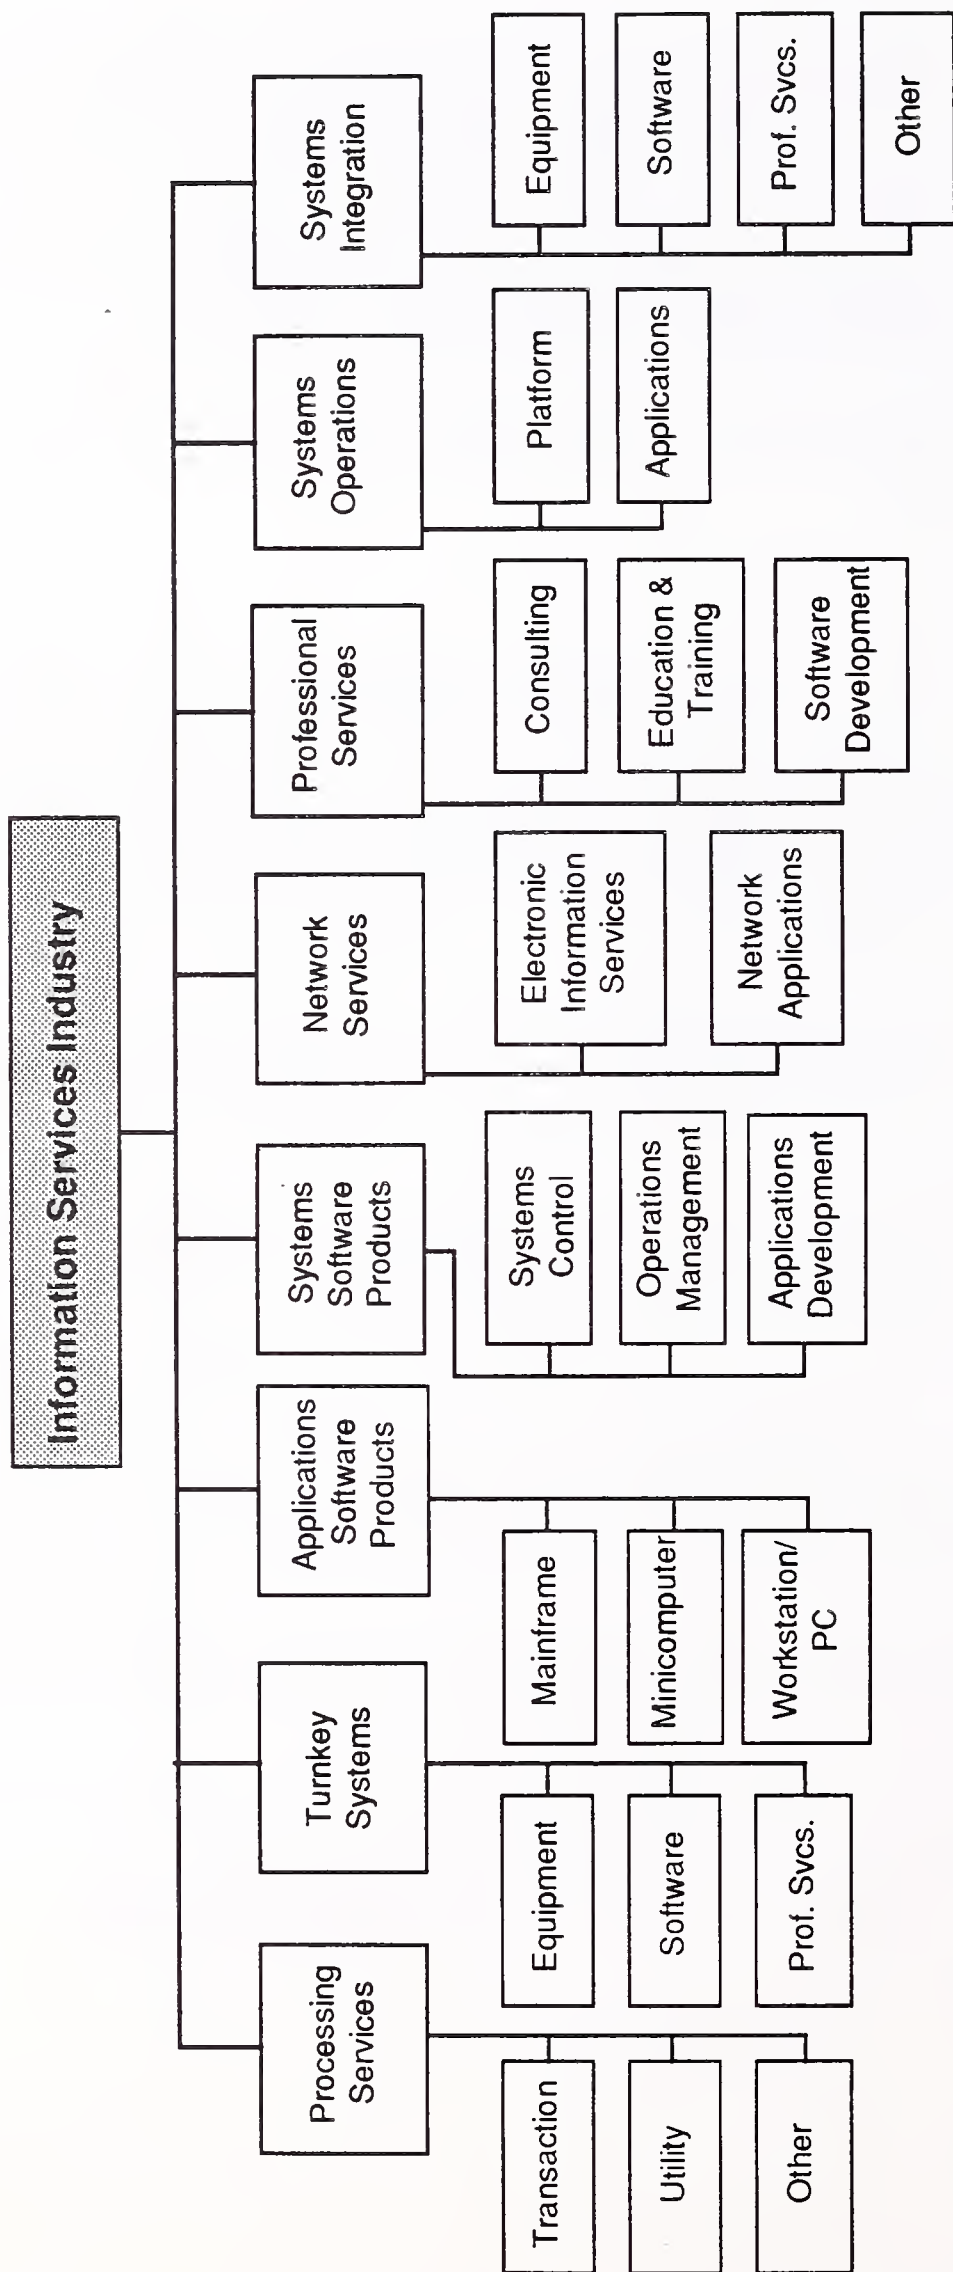 Information Services Industry
Processing
Services
Transaction
Utility
Other
Turnkey
Systems
Equipment
Software
Prof. Svcs.
Applications
Software
Products
Mainframe
Minicomputer
Workstation/
PC
Systems
Software
Products
Systems
Control
Operations
Management
Applications
Development
Network
Services
Electronic
Information
Services
Network
Applications
Professional
Services
Consulting
Education &
Training
Software
Development
Systems
Operations
Platform
Applications
Systems
Integration
Equipment
Software
Prof. Svcs.
Other